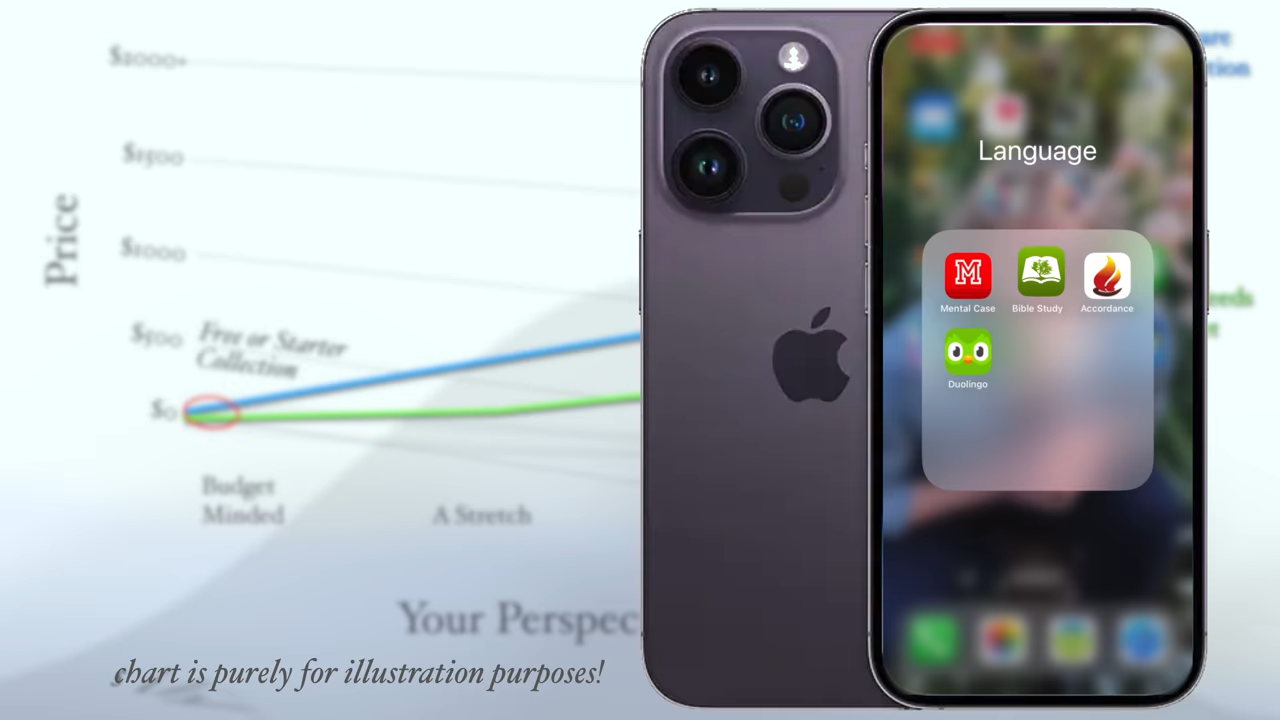 $2000+
$1500
$1000
$500
$0
Price
Free or Starter
Collection
Budget
Minded
A Stretch
Your Perspec
chart is purely for illustration purposes!
Language
M
Mental Case
Bible Study
Accordance
Duolingo